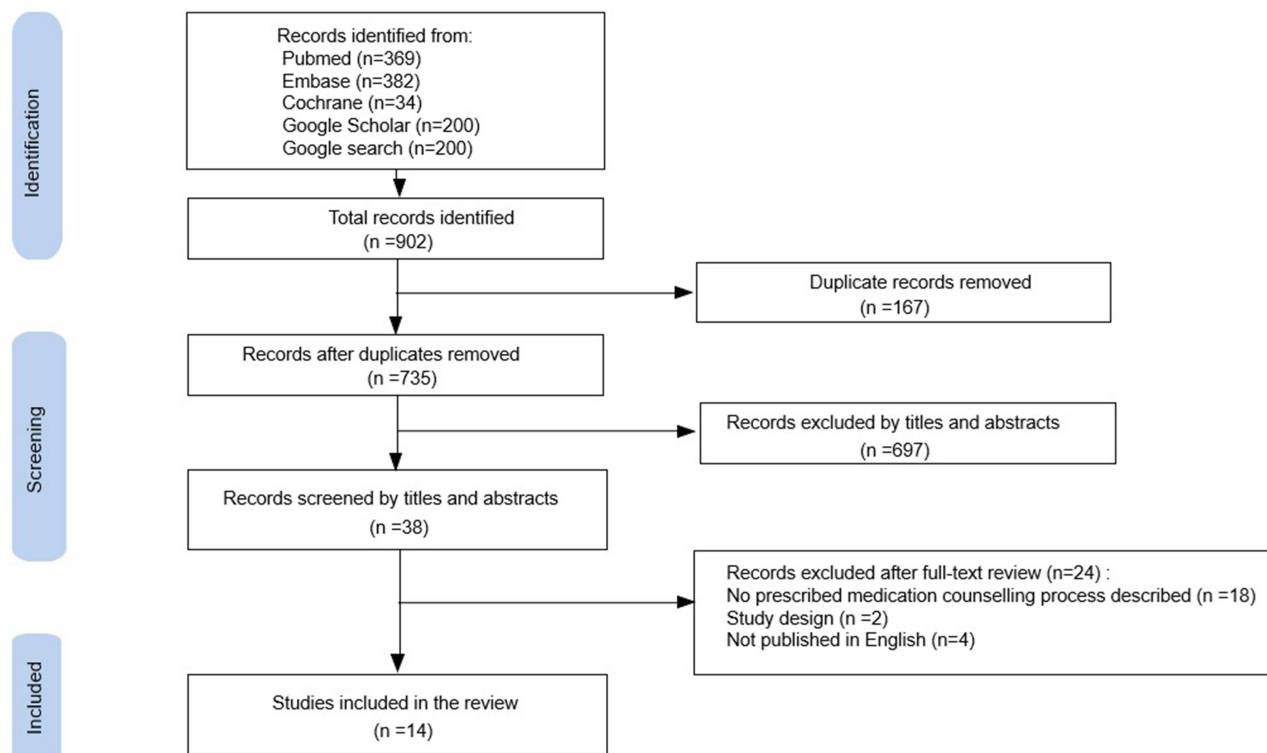 Identification
Records identified from:
Pubmed (n=369)
Embase (n=382)
Cochrane (n=34)
Google Scholar (n=200)
Google search (n=200)
Total records identified
(n =902)
Duplicate records removed
(n =167)
Screening
Records after duplicates removed
(n =735)
Records excluded by titles and abstracts
(n =697)
Records screened by titles and abstracts
(n =38)
Records excluded after full-text review (n=24) :
No prescribed medication counselling process described (n =18)
Study design (n =2)
Not published in English (n=4)
Included
Studies included in the review
(n =14)